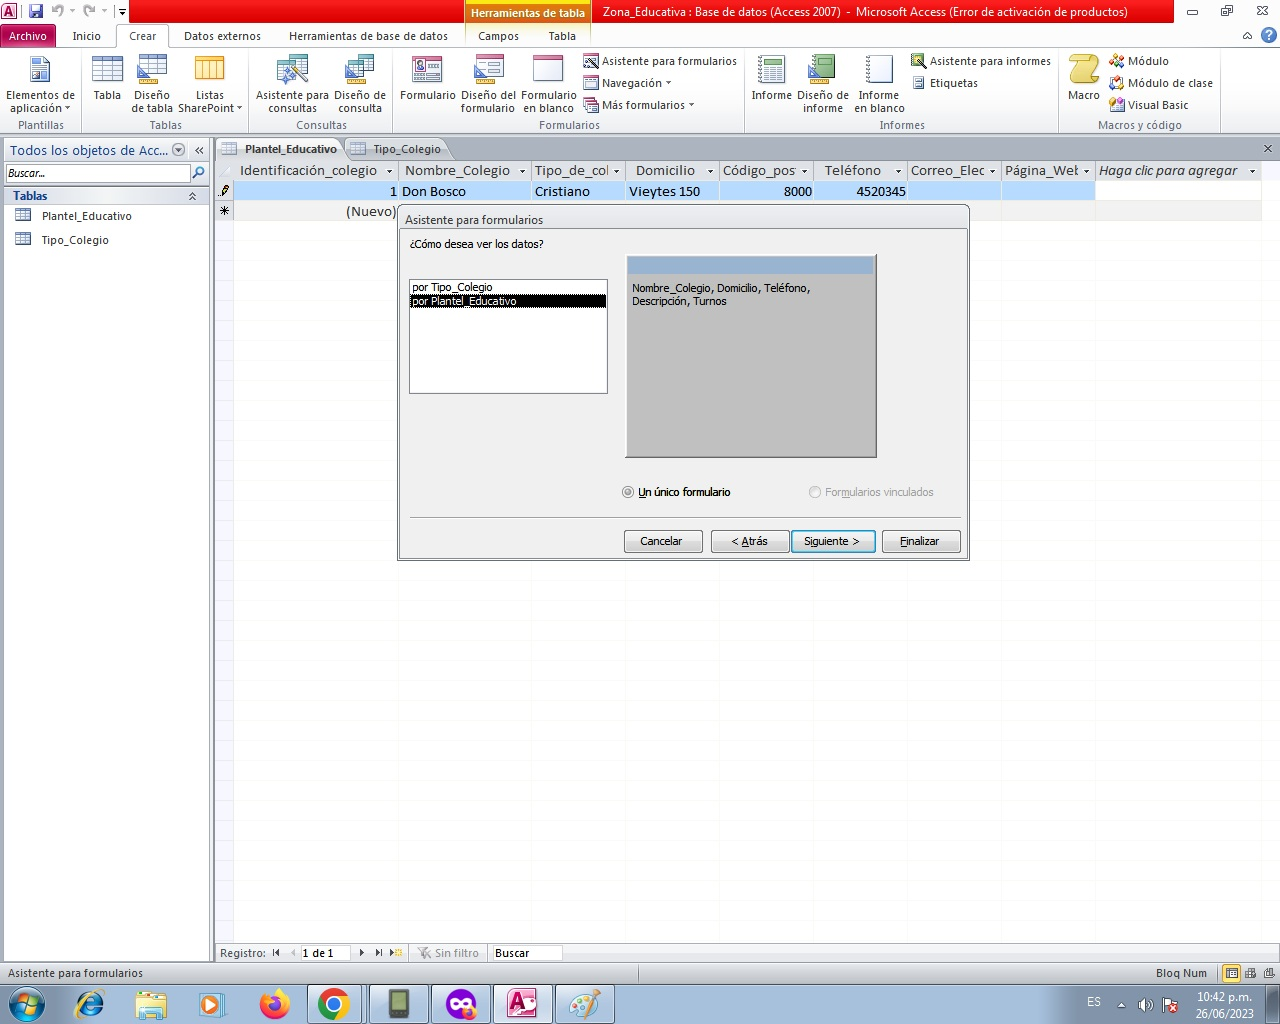 Herramientas de tabla
Zona_Educativa : Base de datos (Access 2007)  -  Microsoft Access (Error de activación de productos)
Archivo
Inicio
Crear
Datos externos
Herramientas de base de datos
Campos
Tabla
Elementos de aplicación
Tabla
Diseño de tabla
Listas SharePoint
Asistente para consultas
Diseño de consulta
Formulario
Diseño del formulario
Formulario en blanco
Asistente para formularios
Navegación
Más formularios
Informe
Diseño de informe
Informe en blanco
Asistente para informes
Etiquetas
Macro
Módulo
Módulo de clase
Visual Basic
Plantillas
Tablas
Consultas
Formularios
Informes
Macros y código
Todos los objetos de Acc...
Buscar...
Tablas
Plantel_Educativo
Tipo_Colegio
Plantel_Educativo
Tipo_Colegio
Identificación_colegio
Nombre_Colegio
Tipo_de_col
Domicilio
Código_pos
Teléfono
Correo_Elec
Página_Web
Haga clic para agregar
1
Don Bosco
Cristiano
Vieytes 150
8000
4520345
(Nuevo)
Asistente para formularios
¿Cómo desea ver los datos?
por Tipo_Colegio
por Plantel_Educativo
Nombre_Colegio, Domicilio, Teléfono,
Descripción, Turnos
Un único formulario
Formularios vinculados
Cancelar
< Atrás
Siguiente >
Finalizar
Registro:
1 de 1
Sin filtro
Buscar
Asistente para formularios
Bloq Num
ES
10:42 p.m.
26/06/2023